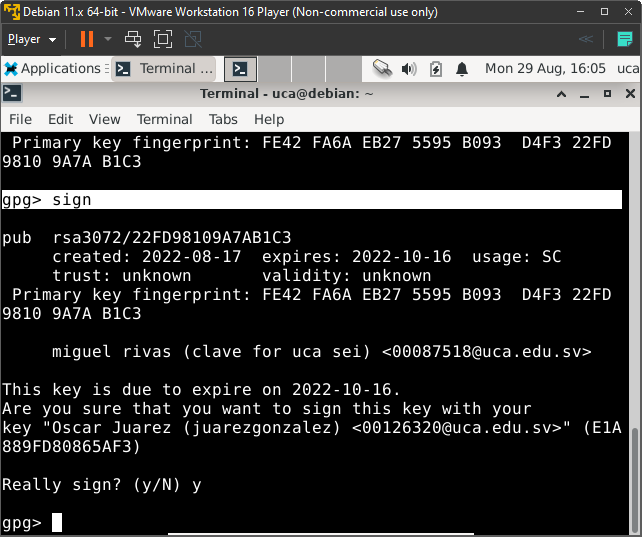 Debian 11.x 64-bit - VMware Workstation 16 Player (Non-commercial use only)
Player
Applications Terminal ... Mon 29 Aug, 16:05 uca
Terminal - uca@debian: ~
File Edit View Terminal Tabs Help
Primary key fingerprint: FE42 FA6A EB27 5595 B093  D4F3 22FD
9810 9A7A B1C3
gpg> sign
pub  rsa3072/22FD98109A7AB1C3
created: 2022-08-17  expires: 2022-10-16  usage: SC
trust: unknown       validity: unknown
Primary key fingerprint: FE42 FA6A EB27 5595 B093  D4F3 22FD
9810 9A7A B1C3
miguel rivas (clave for uca sei) <00087518@uca.edu.sv>
This key is due to expire on 2022-10-16.
Are you sure that you want to sign this key with your
key "Oscar Juarez (juarezgonzalez) <00126320@uca.edu.sv>" (E1A
889FD80865AF3)
Really sign? (y/N) y
gpg>